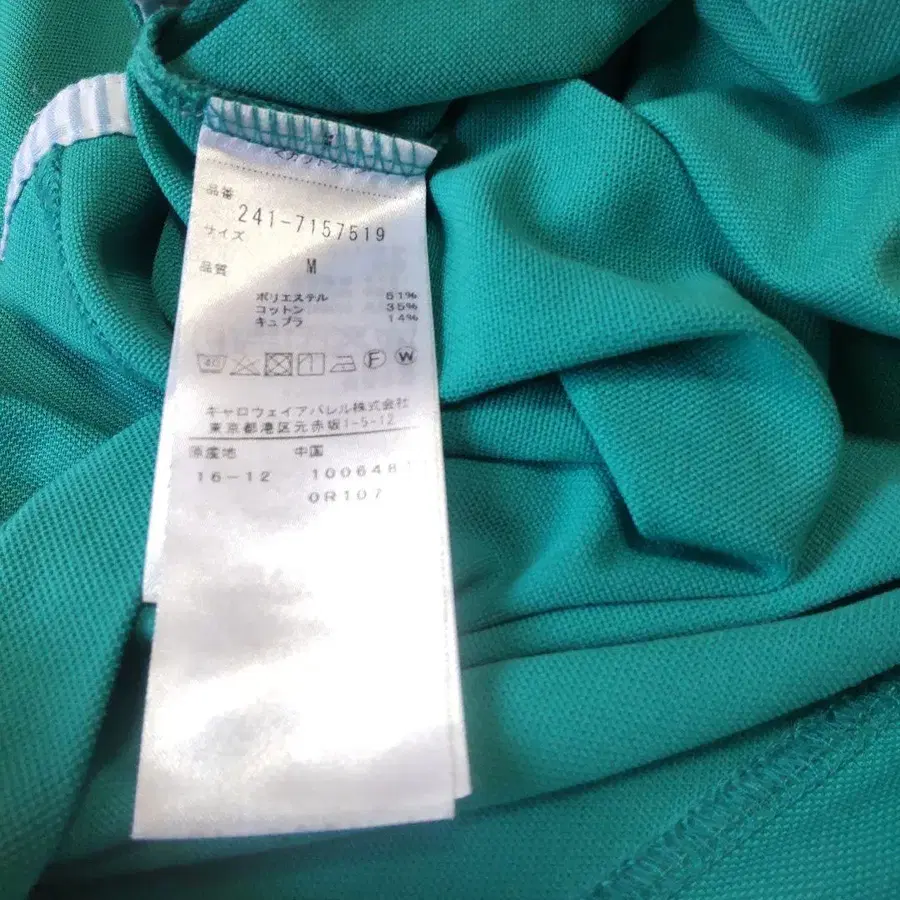 品番
241-7157519
サイズ
M
品質
ポリエステル 51%
コットン 35%
キュプラ 14%
40 F W
キャロウェイアパレル株式会社
東京都港区元赤坂1-5-12
原産地 中国
16-12 100648
0R107